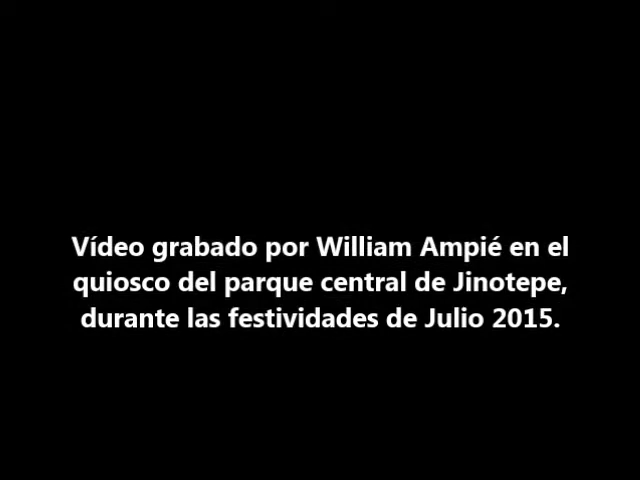 Vídeo grabado por William Ampié en el
quiosco del parque central de Jinotepe,
durante las festividades de Julio 2015.